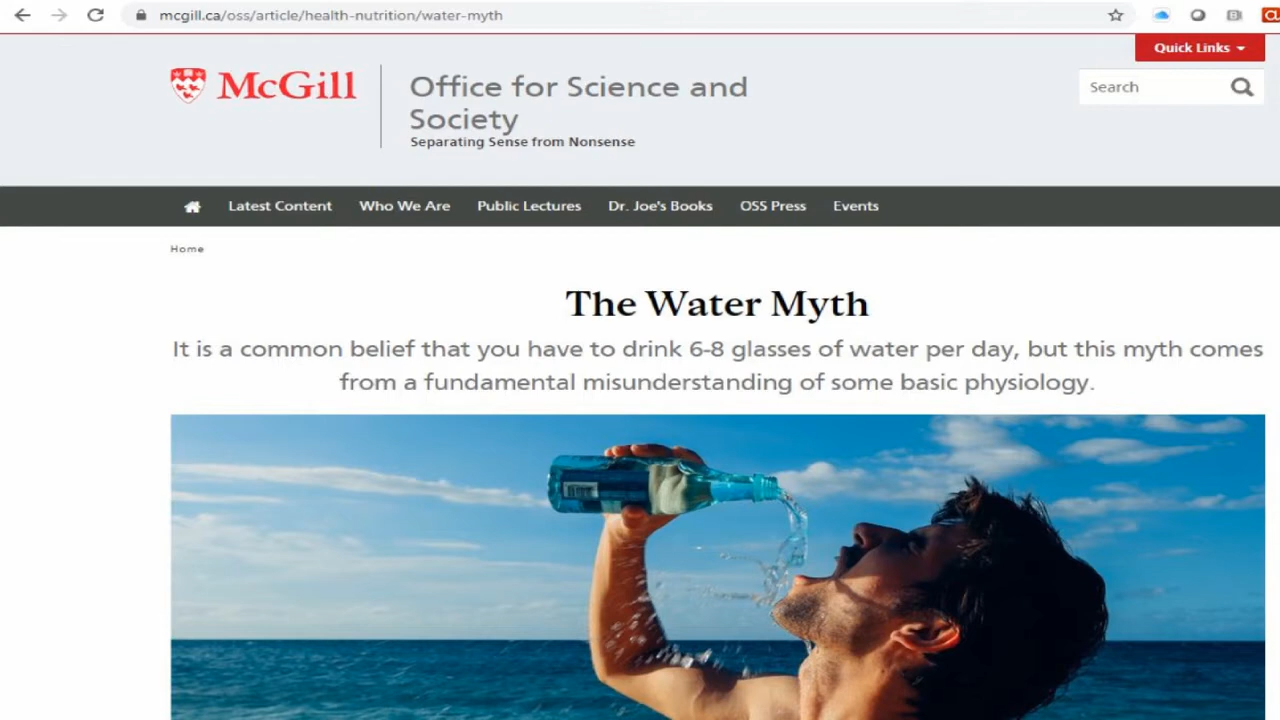 mcgill.ca/oss/article/health-nutrition/water-myth
Quick Links
McGill
Office for Science and
Society
Separating Sense from Nonsense
Search
Latest Content Who We Are Public Lectures Dr. Joe's Books OSS Press Events
Home
The Water Myth
It is a common belief that you have to drink 6-8 glasses of water per day, but this myth comes
from a fundamental misunderstanding of some basic physiology.